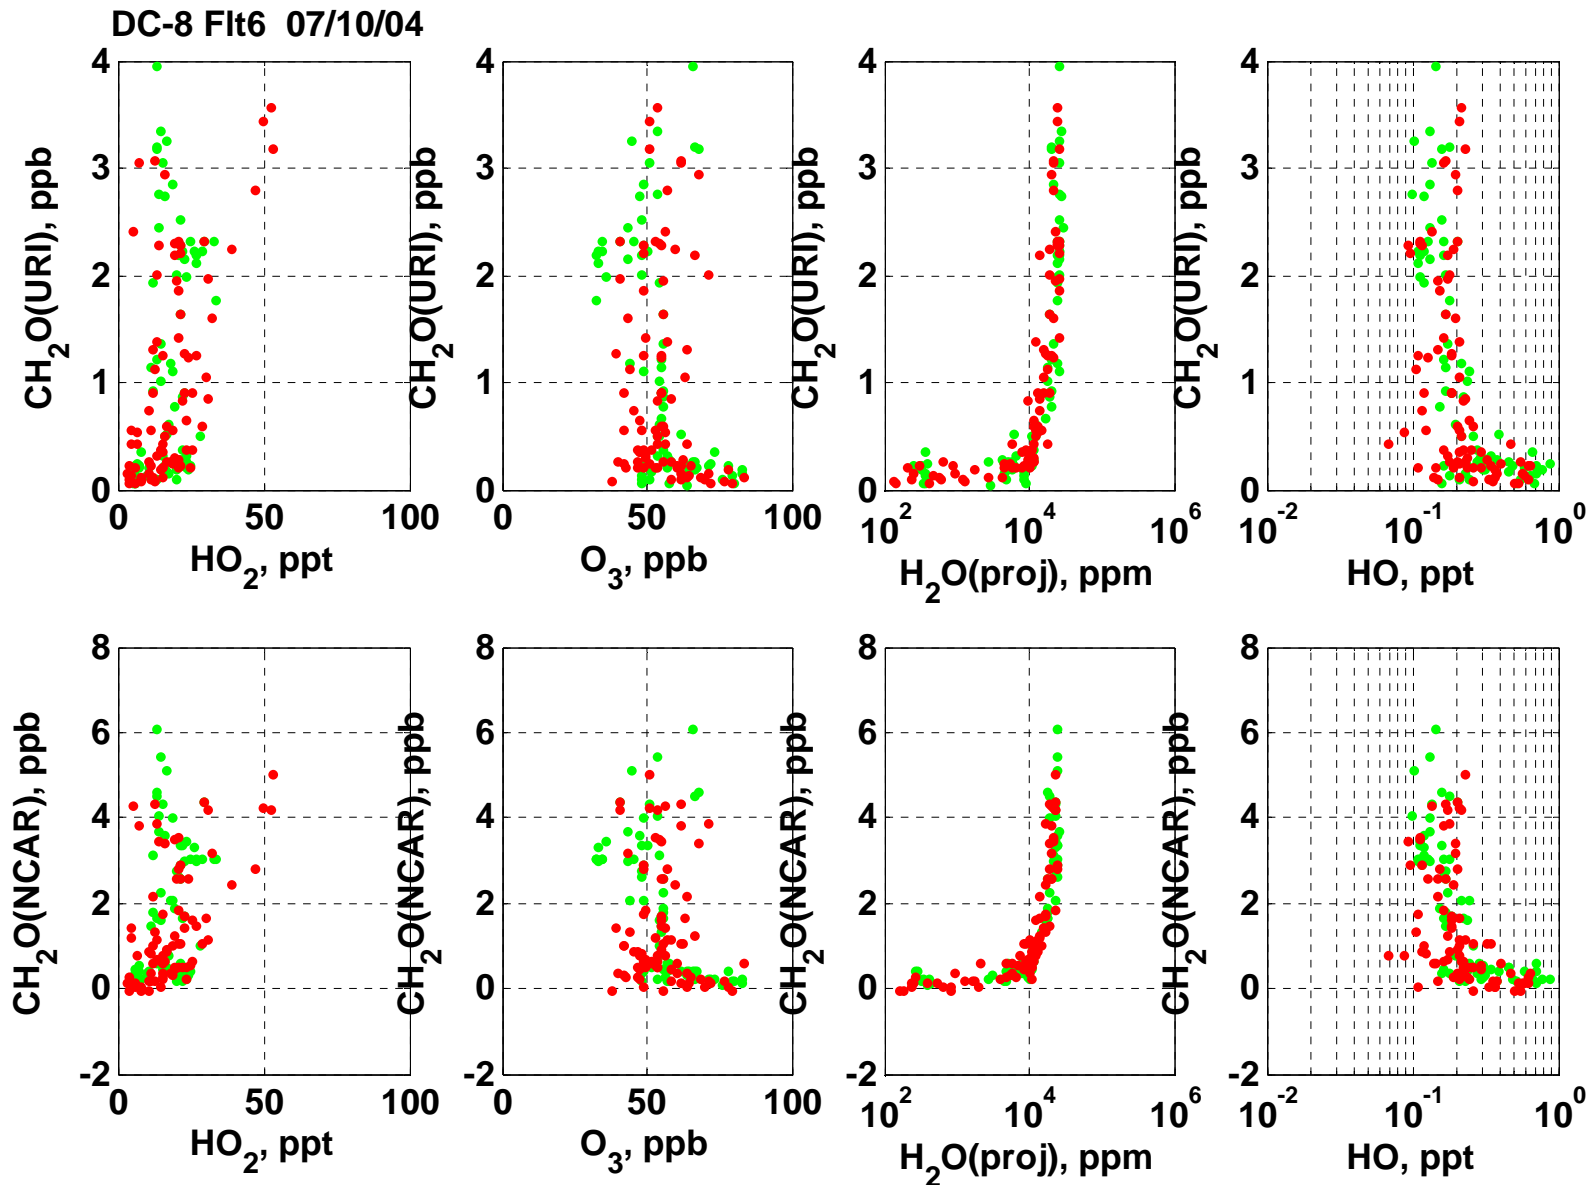 DC-8 Flt6 07/10/04
4
3
2
1
0
CH2O(URI), ppb
0 50 100
HO2, ppt
4
3
2
1
0
CH2O(URI), ppb
0 50 100
O3, ppb
4
3
2
1
0
CH2O(URI), ppb
10^2 10^4 10^6
H2O(proj), ppm
4
3
2
1
0
CH2O(URI), ppb
10^-2 10^-1 10^0
HO, ppt
8
6
4
2
0
-2
CH2O(NCAR), ppb
0 50 100
HO2, ppt
8
6
4
2
0
-2
CH2O(NCAR), ppb
0 50 100
O3, ppb
8
6
4
2
0
-2
CH2O(NCAR), ppb
10^2 10^4 10^6
H2O(proj), ppm
8
6
4
2
0
-2
CH2O(NCAR), ppb
10^-2 10^-1 10^0
HO, ppt